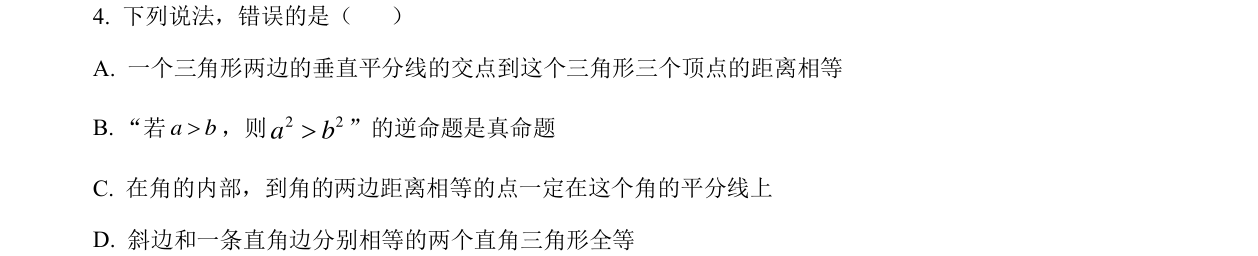 4. 下列说法，错误的是（　　）
A. 一个三角形两边的垂直平分线的交点到这个三角形三个顶点的距离相等
B. “若 a > b，则 a² > b²”的逆命题是真命题
C. 在角的内部，到角的两边距离相等的点一定在这个角的平分线上
D. 斜边和一条直角边分别相等的两个直角三角形全等